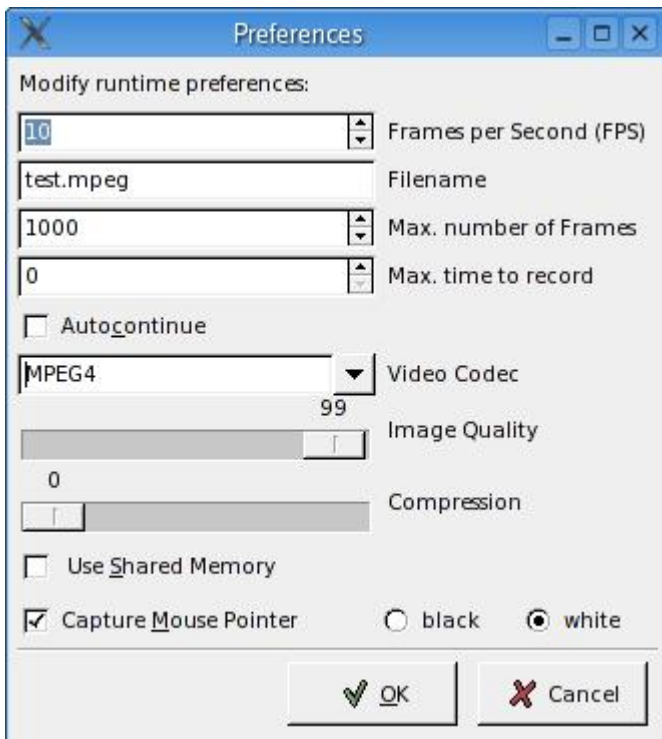 Preferences
Modify runtime preferences:
10 Frames per Second (FPS)
test.mpeg Filename
1000 Max. number of Frames
0 Max. time to record
Autocontinue
MPEG4 Video Codec
99
Image Quality
0
Compression
Use Shared Memory
Capture Mouse Pointer black white
OK Cancel